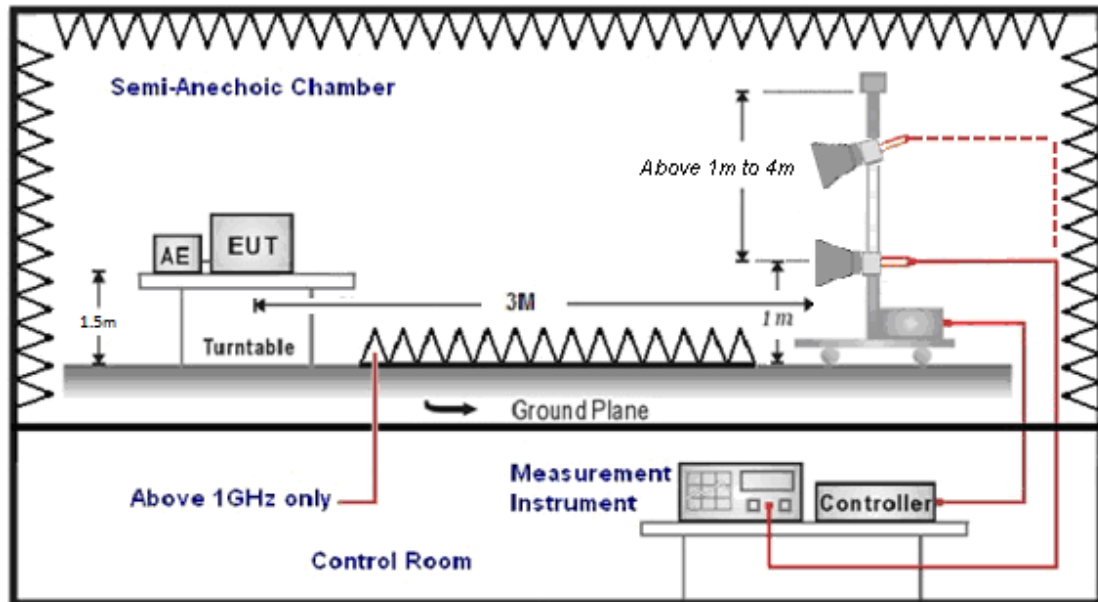 Semi-Anechoic Chamber
Above 1m to 4m
AE
EUT
3M
1m
1.5m
Turntable
Ground Plane
Above 1GHz only
Measurement
Instrument
Controller
Control Room